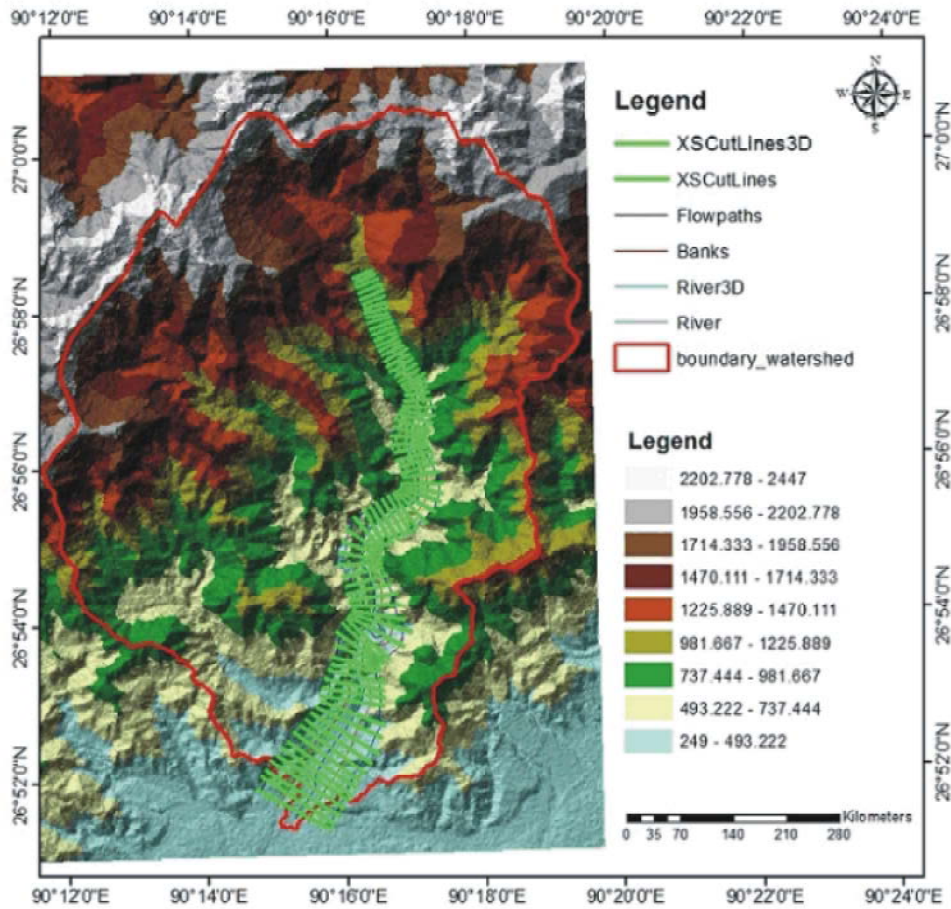 90°12'0"E 90°14'0"E 90°16'0"E 90°18'0"E 90°20'0"E 90°22'0"E 90°24'0"E
N
W E
S
Legend
XSCutLines3D
XSCutLines
Flowpaths
Banks
River3D
River
boundary_watershed
Legend
2202.778 - 2447
1958.556 - 2202.778
1714.333 - 1958.556
1470.111 - 1714.333
1225.889 - 1470.111
981.667 - 1225.889
737.444 - 981.667
493.222 - 737.444
249 - 493.222
Kilometers
0 35 70 140 210 280
27°0'0"N
26°58'0"N
26°56'0"N
26°54'0"N
26°52'0"N
27°0'0"N
26°58'0"N
26°56'0"N
26°54'0"N
26°52'0"N
90°12'0"E 90°14'0"E 90°16'0"E 90°18'0"E 90°20'0"E 90°22'0"E 90°24'0"E